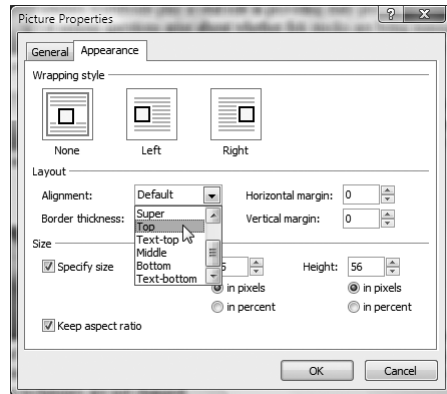 Picture Properties
General Appearance
Wrapping style
None Left Right
Layout
Alignment: Default Horizontal margin: 0
Border thickness: Super Vertical margin: 0
Top
Text-top
Size
Middle
Specify size Bottom Height: 56
Text-bottom
in pixels in pixels
in percent in percent
Keep aspect ratio
OK Cancel